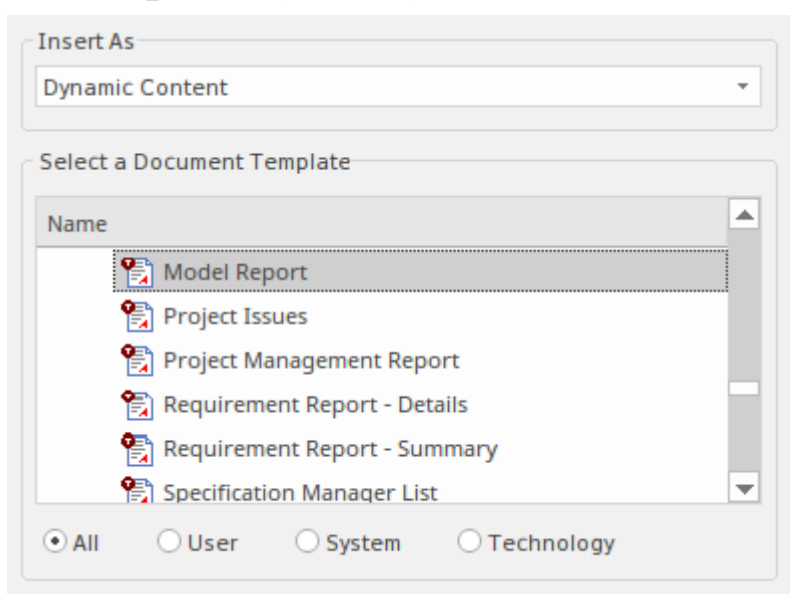 Insert As
Dynamic Content
Select a Document Template
Name
Model Report
Project Issues
Project Management Report
Requirement Report - Details
Requirement Report - Summary
Specification Manager List
All User System Technology